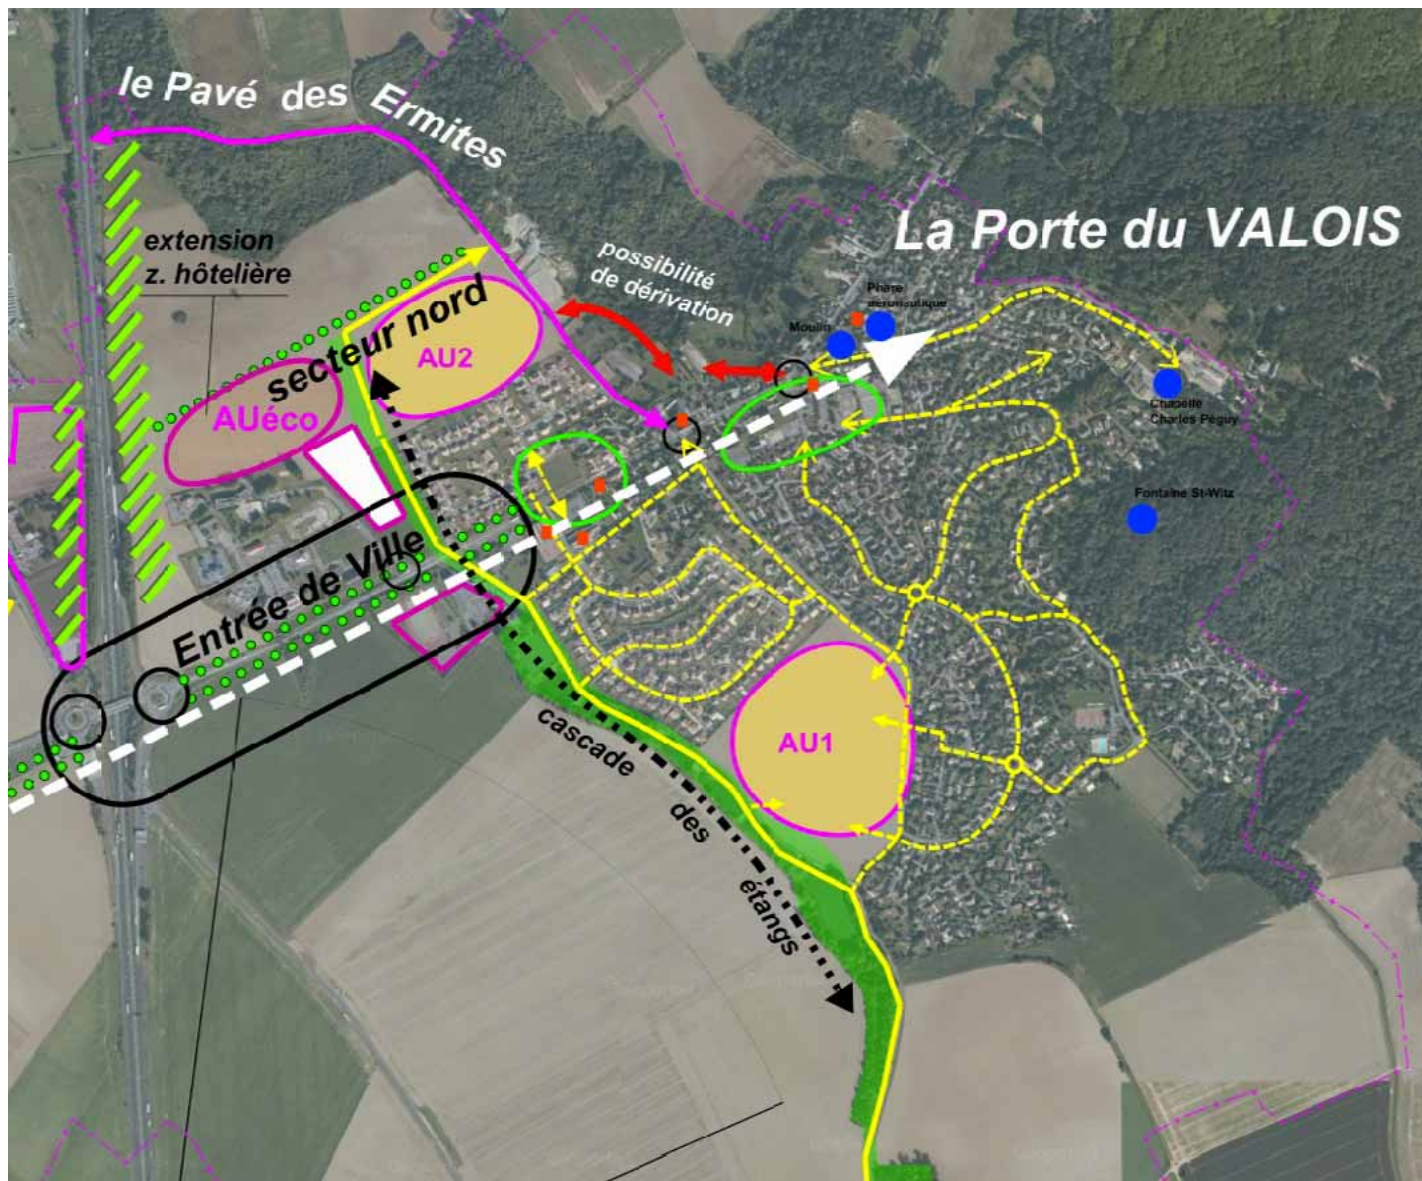 le Pavé des Ermites
La Porte du VALOIS
extension
z. hôtelière
possibilité
de dérivation
Phare
aéronautique
Moulin
secteur nord
AU2
AUéco
Chapelle
Charles Péguy
Fontaine St-Witz
Entrée de Ville
cascade
des
étangs
AU1